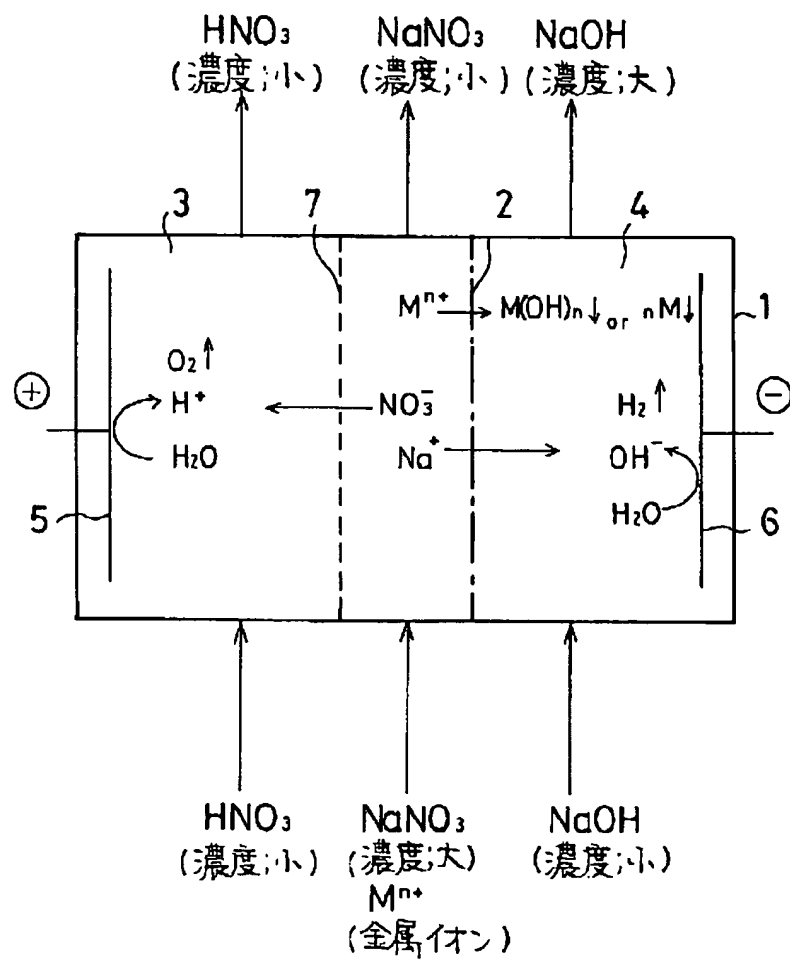 HNO₃ NaNO₃ NaOH
(濃度;小) (濃度;小) (濃度;大)
3 7 2 4
Mⁿ⁺ → M(OH)ₙ↓ or nM↓ 1
O₂↑
⊕ H⁺ ← NO₃⁻ H₂↑ ⊖
H₂O Na⁺ → OH⁻
5 H₂O 6
HNO₃ NaNO₃ NaOH
(濃度;小) (濃度;大) (濃度;小)
Mⁿ⁺
(金属イオン)